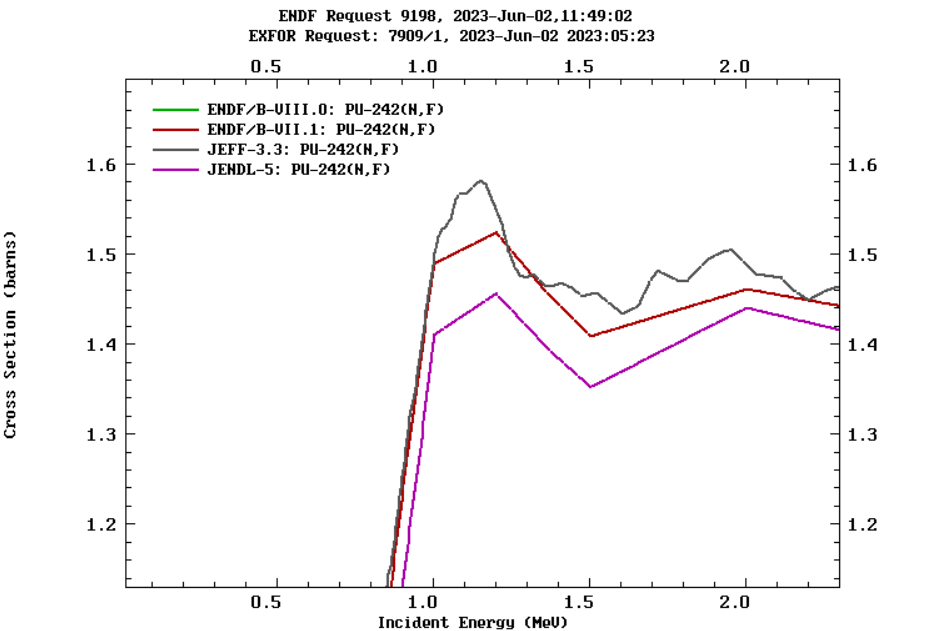 ENDF Request 9198, 2023-Jun-02,11:49:02
EXFOR Request: 7909/1, 2023-Jun-02 2023:05:23
0.5 1.0 1.5 2.0
ENDF/B-VIII.0: PU-242(N,F)
ENDF/B-VII.1: PU-242(N,F)
JEFF-3.3: PU-242(N,F)
JENDL-5: PU-242(N,F)
1.6 1.6
1.5 1.5
1.4 1.4
1.3 1.3
1.2 1.2
Cross Section (barns)
0.5 1.0 1.5 2.0
Incident Energy (MeV)